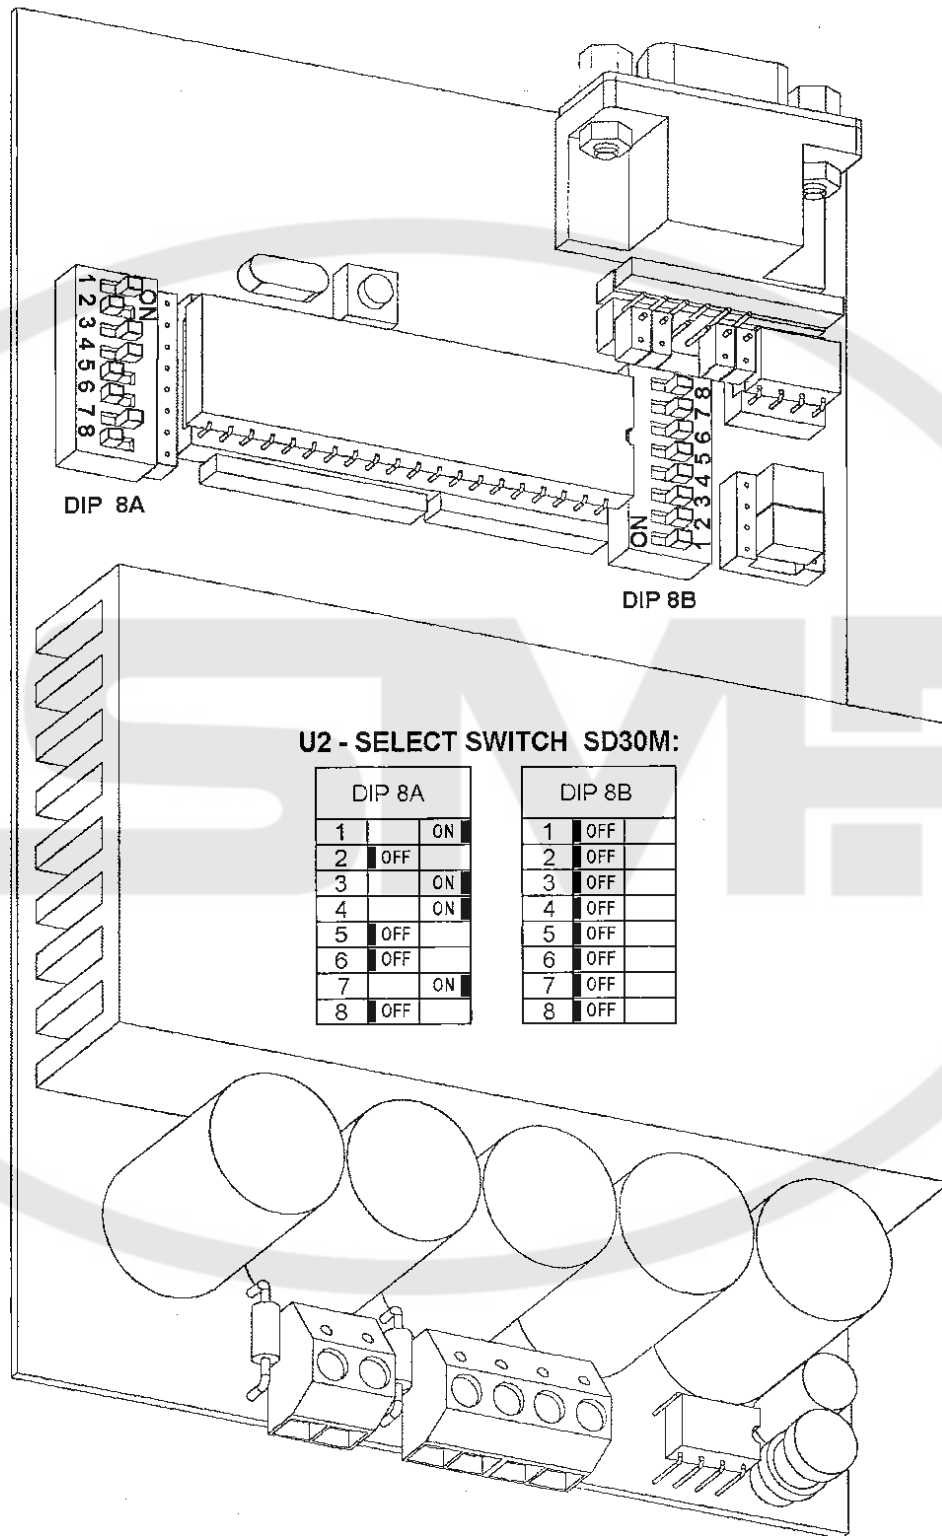 1
2
3
4
5
6
7
8
ON
DIP 8A
8
7
6
5
4
3
2
1
ON
DIP 8B
SMI
U2 - SELECT SWITCH SD30M:
DIP 8A
1 ON
2 OFF
3 ON
4 ON
5 OFF
6 OFF
7 ON
8 OFF
DIP 8B
1 OFF
2 OFF
3 OFF
4 OFF
5 OFF
6 OFF
7 OFF
8 OFF